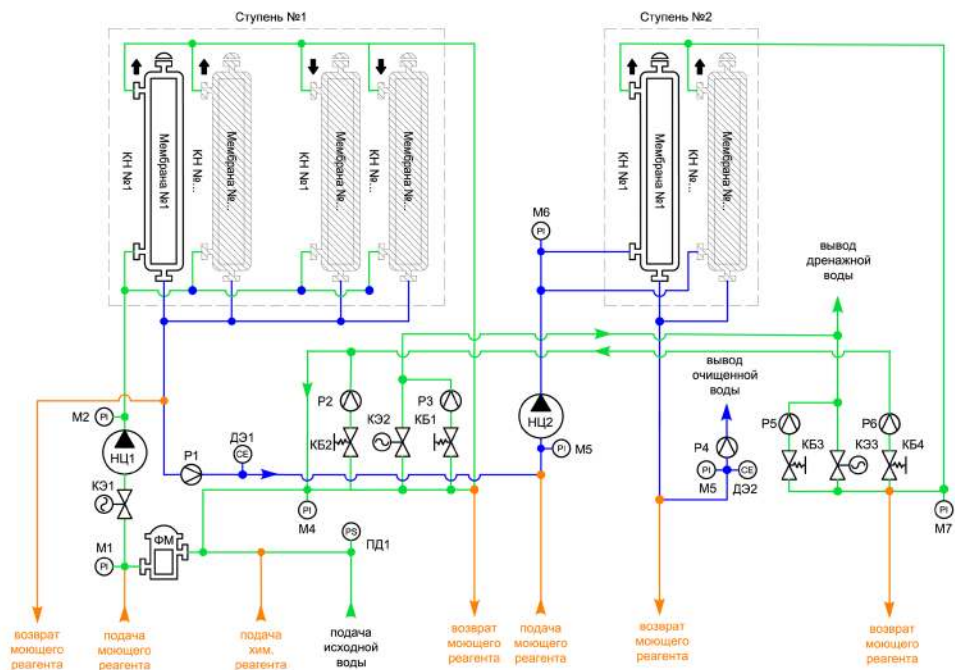 Ступень №1
Ступень №2
КН №1
Мембрана №1
КН №...
Мембрана №...
Мембрана №...
КН №...
Мембрана №...
КН №1
Мембрана №1
КН №...
Мембрана №...
М6
PI
вывод
дренажной
воды
вывод
очищенной
воды
М2
PI
НЦ1
КЭ1
Р1
ДЭ1
CE
Р2
КБ2
КЭ2
Р3
КБ1
НЦ2
PI
М5
Р4
PI
CE
М5
ДЭ2
Р5
КБ3
КЭ3
Р6
КБ4
PI
М7
PI
М4
PS
ПД1
М1
PI
ФМ
возврат
моющего
реагента
подача
моющего
реагента
подача
хим.
реагента
подача
исходной
воды
возврат
моющего
реагента
подача
моющего
реагента
возврат
моющего
реагента
возврат
моющего
реагента